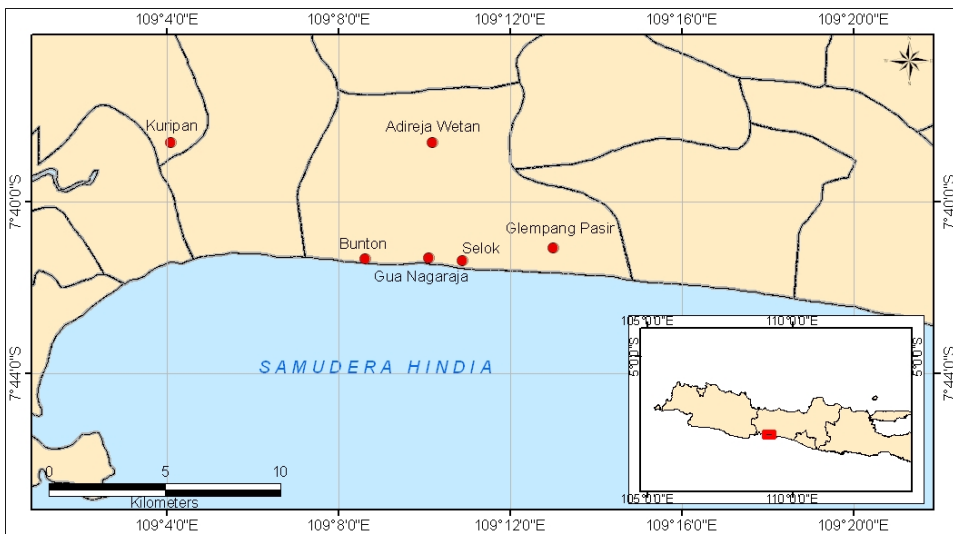 109°4'0"E 109°8'0"E 109°12'0"E 109°16'0"E 109°20'0"E
Kuripan
Adireja Wetan
7°40'0"S 7°40'0"S
Glempang Pasir
Bunton
Selok
Gua Nagaraja
SAMUDERA HINDIA
7°44'0"S 7°44'0"S
105°0'0"E 110°0'0"E
5°0'0"S 5°0'0"S
105°0'0"E 110°0'0"E
0 5 10
Kilometers
109°4'0"E 109°8'0"E 109°12'0"E 109°16'0"E 109°20'0"E